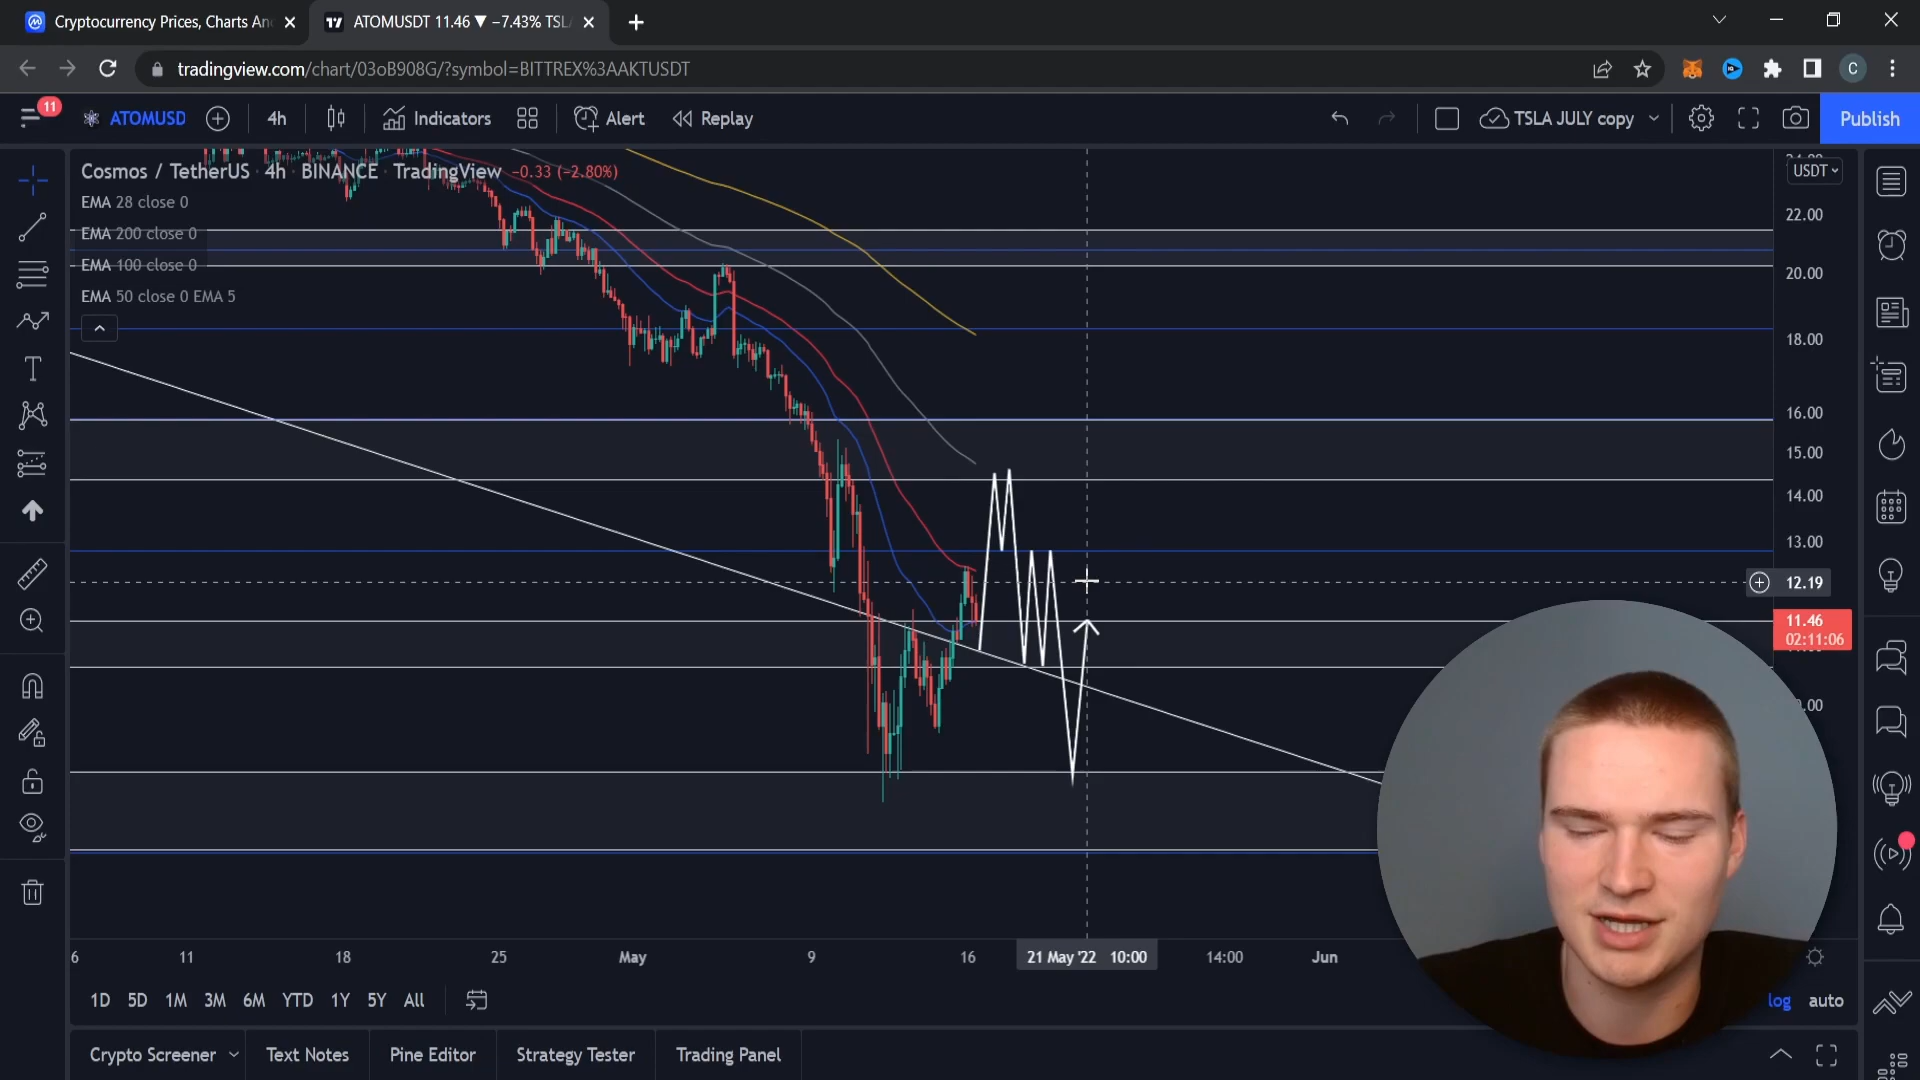 Cryptocurrency Prices, Charts An
ATOMUSDT 11.46 ▼ −7.43% TSL
tradingview.com/chart/03oB908G/?symbol=BITTREX%3AAKTUSDT
C
11
ATOMUSD
4h
Indicators
Alert
Replay
TSLA JULY copy
Publish
Cosmos / TetherUS · 4h · BINANCE · TradingView −0.33 (−2.80%)
EMA 28 close 0
EMA 200 close 0
EMA 100 close 0
EMA 50 close 0 EMA 5
USDT
22.00
20.00
18.00
16.00
15.00
14.00
13.00
12.19
11.46
02:11:06
6
11
18
25
May
9
16
21 May '22 10:00
14:00
Jun
1D
5D
1M
3M
6M
YTD
1Y
5Y
All
log
auto
Crypto Screener
Text Notes
Pine Editor
Strategy Tester
Trading Panel